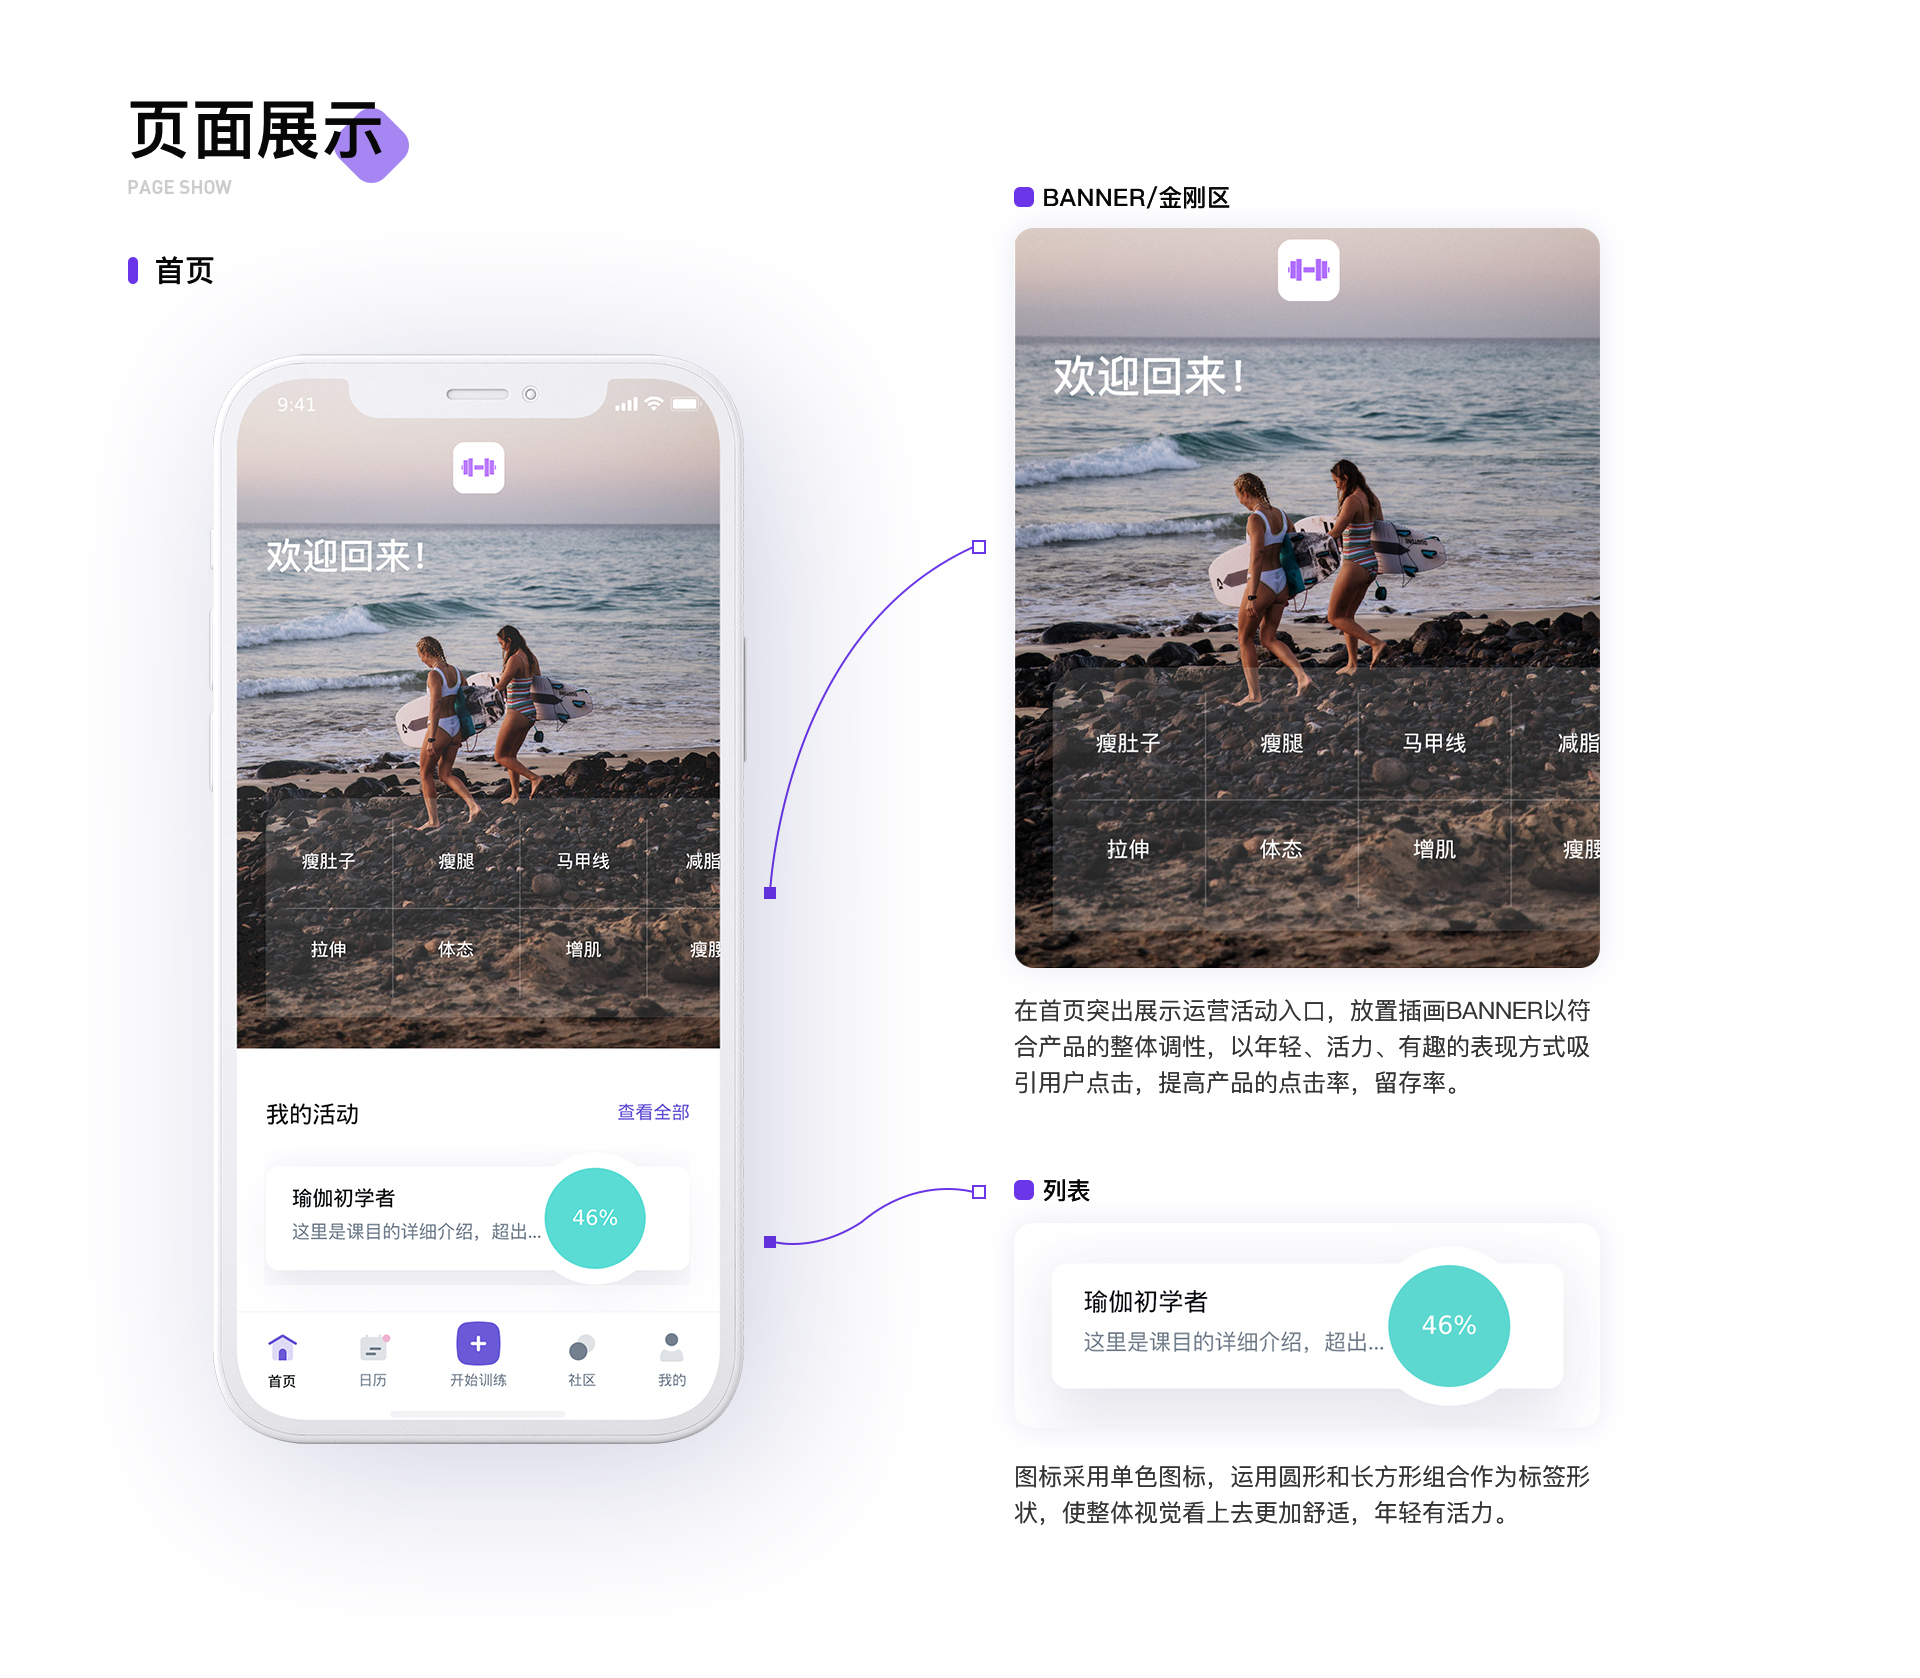 页面展示
PAGE SHOW
首页
9:41
欢迎回来！
瘦肚子 瘦腿 马甲线 减脂
拉伸 体态 增肌 瘦腰
我的活动 查看全部
瑜伽初学者
这里是课目的详细介绍，超出...
46%
首页 日历 开始训练 社区 我的
BANNER/金刚区
欢迎回来！
瘦肚子 瘦腿 马甲线 减脂
拉伸 体态 增肌 瘦腰
在首页突出展示运营活动入口，放置插画BANNER以符
合产品的整体调性，以年轻、活力、有趣的表现方式吸
引用户点击，提高产品的点击率，留存率。
列表
瑜伽初学者
这里是课目的详细介绍，超出...
46%
图标采用单色图标，运用圆形和长方形组合作为标签形
状，使整体视觉看上去更加舒适，年轻有活力。